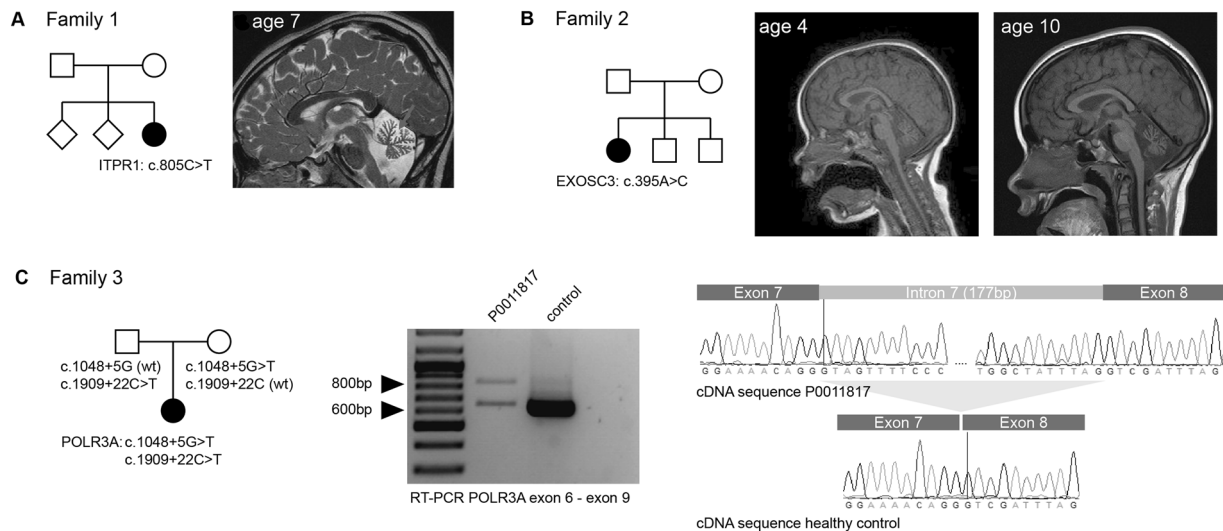 A Family 1
age 7
ITPR1: c.805C>T
B Family 2
age 4
age 10
EXOSC3: c.395A>C
C Family 3
c.1048+5G (wt)
c.1909+22C>T
c.1048+5G>T
c.1909+22C (wt)
POLR3A: c.1048+5G>T
c.1909+22C>T
P0011817
control
800bp
600bp
RT-PCR POLR3A exon 6 - exon 9
Exon 7
Intron 7 (177bp)
Exon 8
GGAAAACAGGGTAGTTTTCCC .... TGGCTATTTAGGTCGATTTAG
cDNA sequence P0011817
Exon 7
Exon 8
GGAAAACAGGGTCGATTTAG
cDNA sequence healthy control